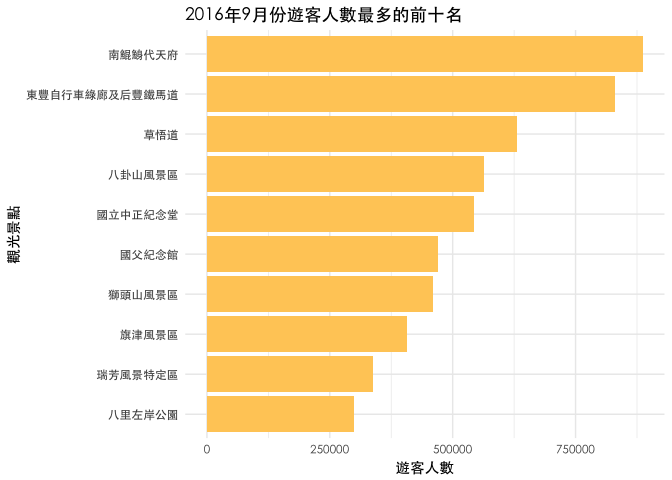 2016年9月份遊客人數最多的前十名
南鯤鯓代天府
東豐自行車綠廊及后豐鐵馬道
草悟道
八卦山風景區
國立中正紀念堂
國父紀念館
獅頭山風景區
旗津風景區
瑞芳風景特定區
八里左岸公園
觀光景點
0 250000 500000 750000
遊客人數